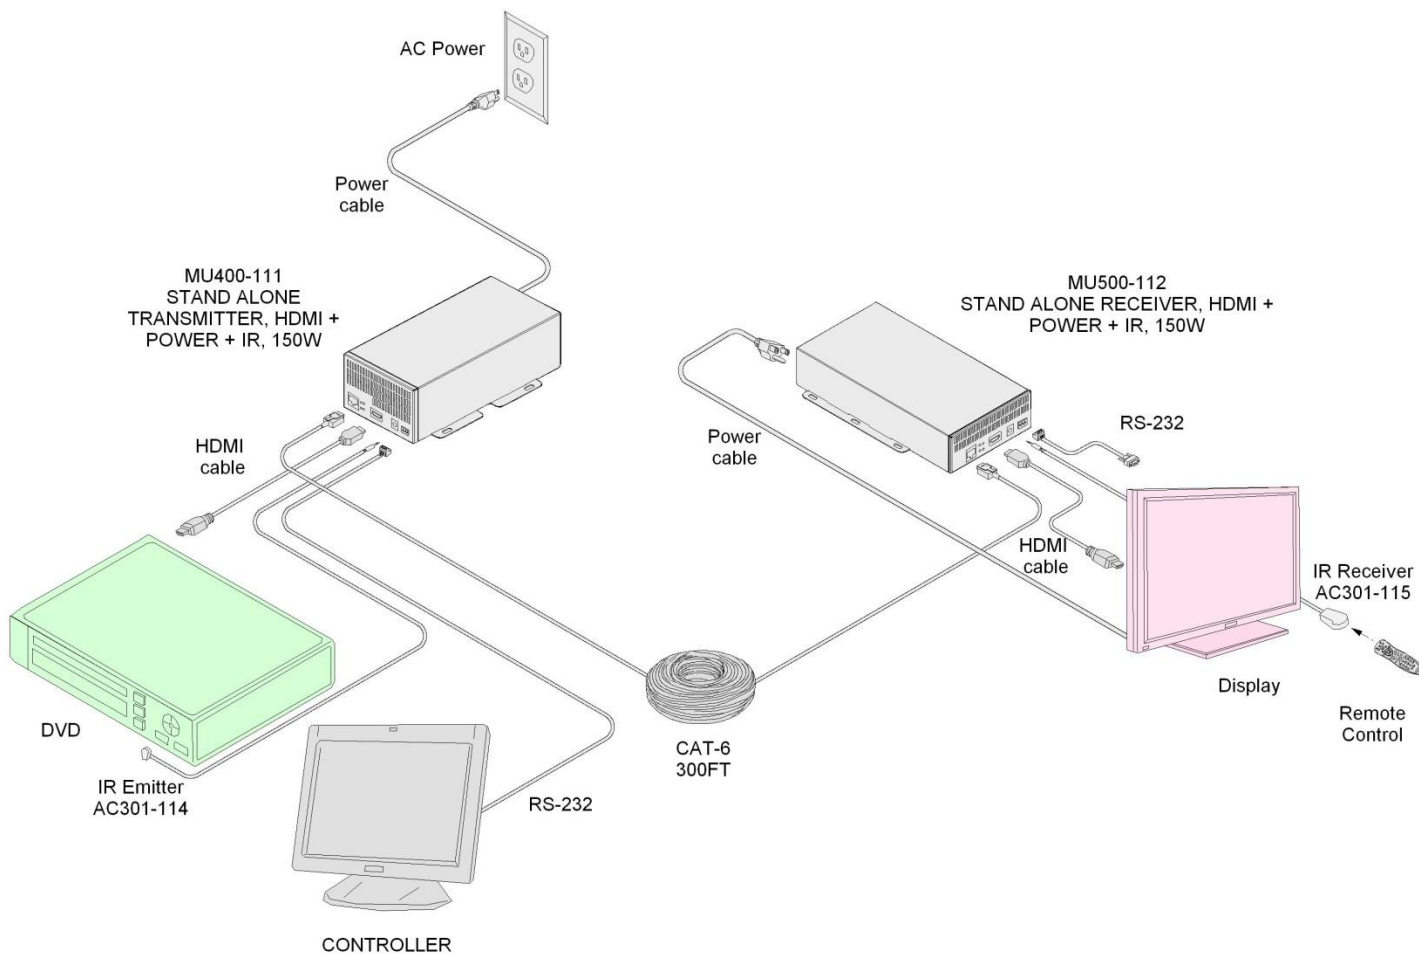 AC Power
Power
cable
MU400-111
STAND ALONE
TRANSMITTER, HDMI +
POWER + IR, 150W
MU500-112
STAND ALONE RECEIVER, HDMI +
POWER + IR, 150W
HDMI
cable
Power
cable
RS-232
HDMI
cable
IR Receiver
AC301-115
Display
Remote
Control
DVD
IR Emitter
AC301-114
CAT-6
300FT
RS-232
CONTROLLER